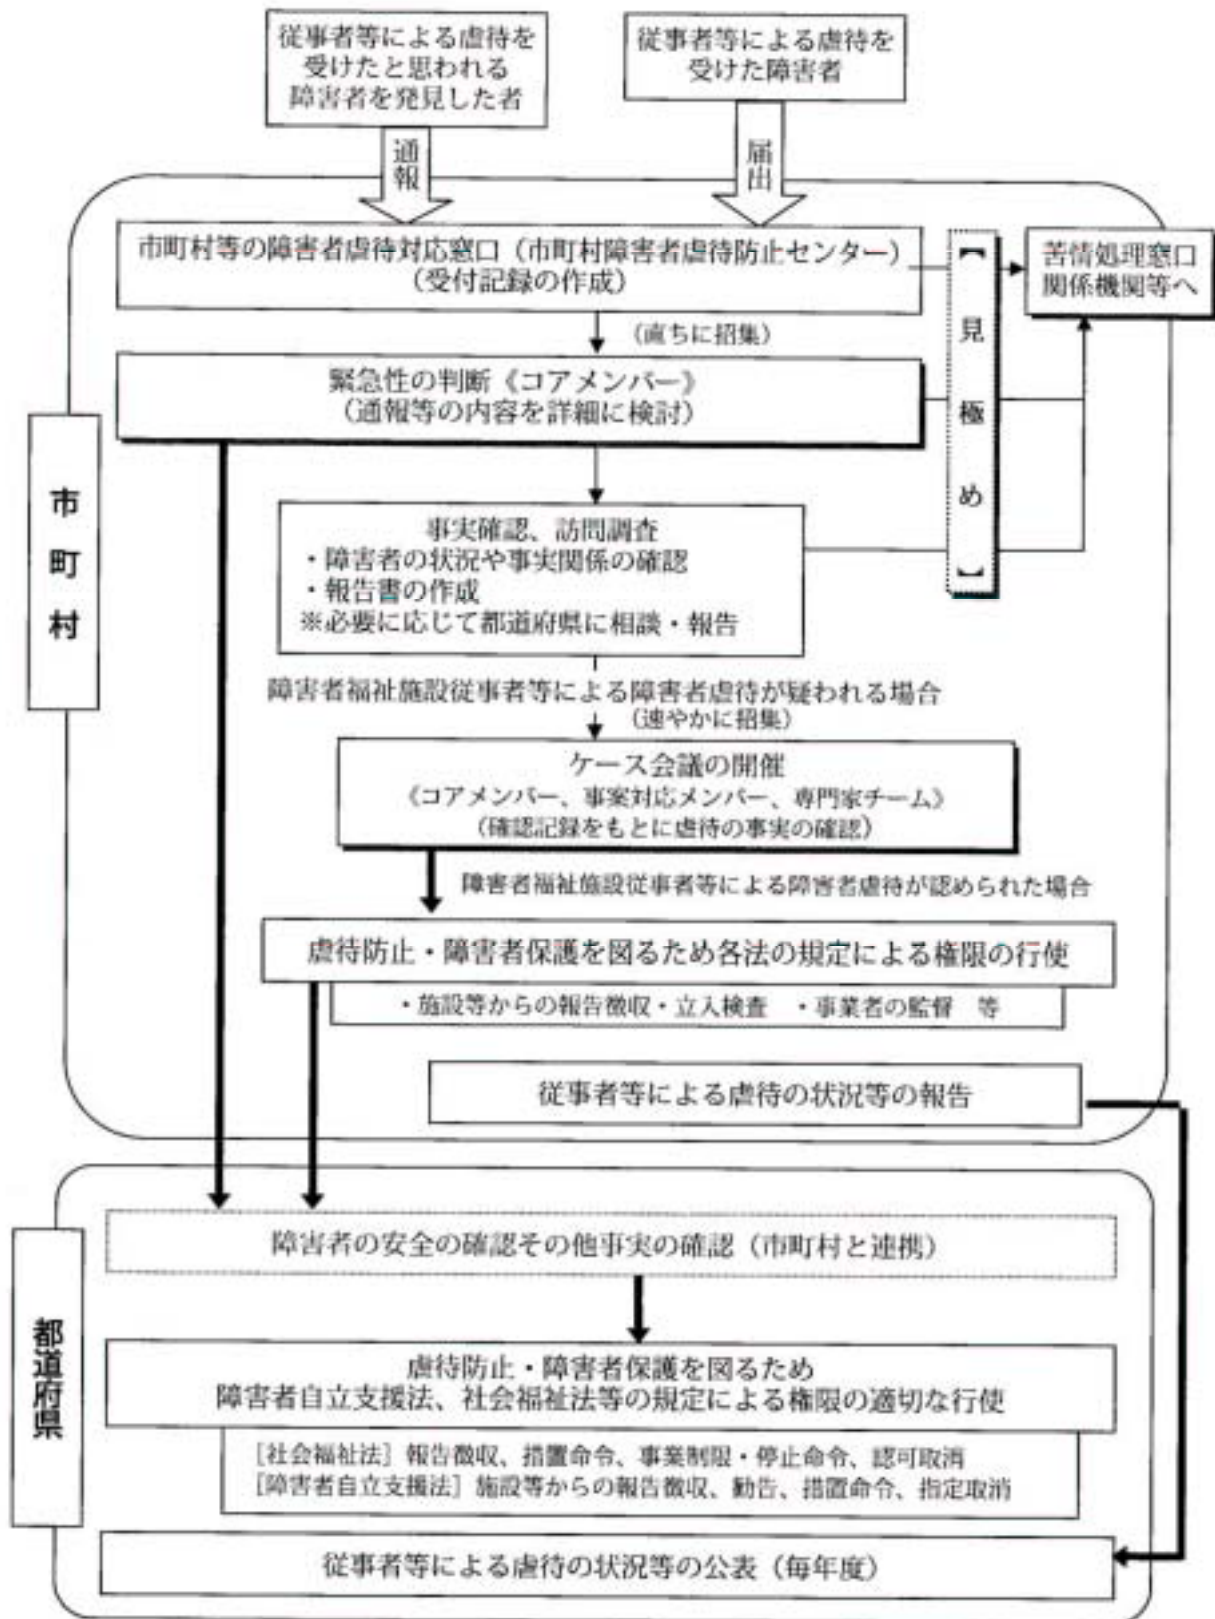 従事者等による虐待を
受けたと思われる
障害者を発見した者
従事者等による虐待を
受けた障害者
通報
届出
市町村等の障害者虐待対応窓口（市町村障害者虐待防止センター）
（受付記録の作成）
【見極め】
苦情処理窓口
関係機関等へ
（直ちに招集）
緊急性の判断《コアメンバー》
（通報等の内容を詳細に検討）
市町村
事実確認、訪問調査
・障害者の状況や事実関係の確認
・報告書の作成
※必要に応じて都道府県に相談・報告
障害者福祉施設従事者等による障害者虐待が疑われる場合
（速やかに招集）
ケース会議の開催
《コアメンバー、事案対応メンバー、専門家チーム》
（確認記録をもとに虐待の事実の確認）
障害者福祉施設従事者等による障害者虐待が認められた場合
虐待防止・障害者保護を図るため各法の規定による権限の行使
・施設等からの報告徴収・立入検査　・事業者の監督　等
従事者等による虐待の状況等の報告
都道府県
障害者の安全の確認その他事実の確認（市町村と連携）
虐待防止・障害者保護を図るため
障害者自立支援法、社会福祉法等の規定による権限の適切な行使
［社会福祉法］報告徴収、措置命令、事業制限・停止命令、認可取消
［障害者自立支援法］施設等からの報告徴収、勧告、措置命令、指定取消
従事者等による虐待の状況等の公表（毎年度）